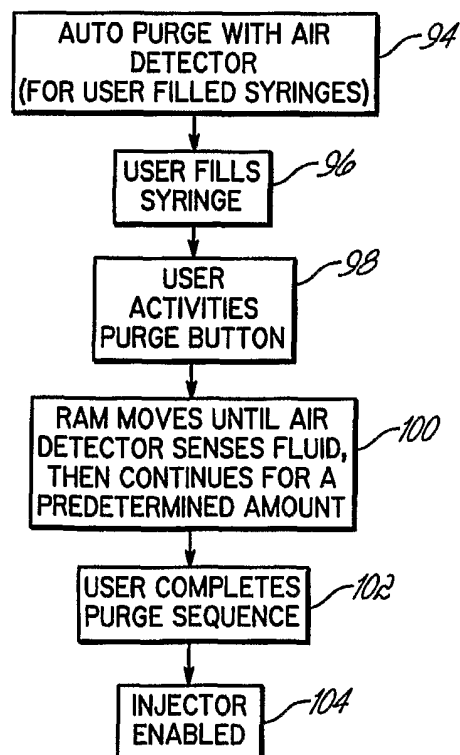 AUTO PURGE WITH AIR
DETECTOR
(FOR USER FILLED SYRINGES)
94
USER FILLS
SYRINGE
96
USER
ACTIVITIES
PURGE BUTTON
98
RAM MOVES UNTIL AIR
DETECTOR SENSES FLUID,
THEN CONTINUES FOR A
PREDETERMINED AMOUNT
100
USER COMPLETES
PURGE SEQUENCE
102
INJECTOR
ENABLED
104